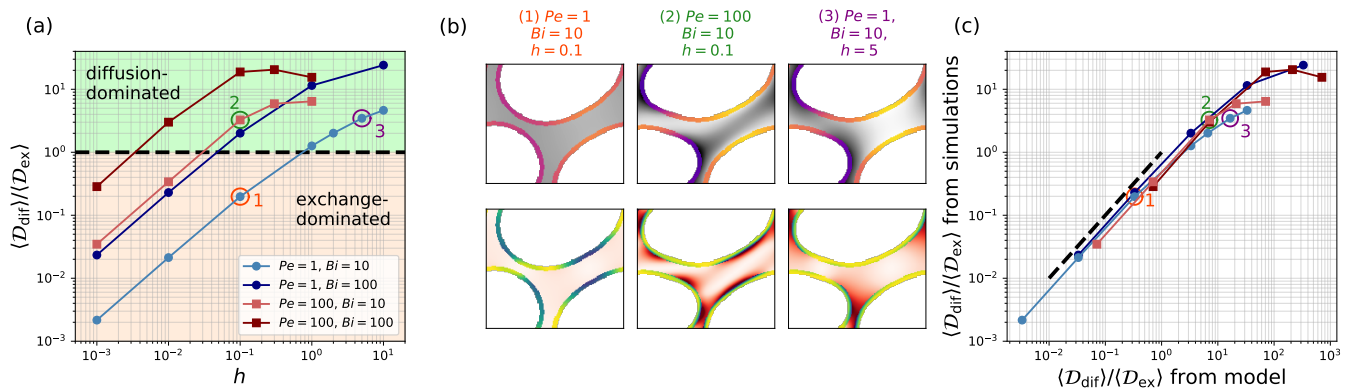 (a)
diffusion-
dominated
exchange-
dominated
1
2
3
Pe = 1, Bi = 10
Pe = 1, Bi = 100
Pe = 100, Bi = 10
Pe = 100, Bi = 100
10¹
10⁰
10⁻¹
10⁻²
10⁻³
10⁻³
10⁻²
10⁻¹
10⁰
10¹
h
⟨𝒟dif⟩/⟨𝒟ex⟩
(b)
(1) Pe = 1
Bi = 10
h = 0.1
(2) Pe = 100
Bi = 10
h = 0.1
(3) Pe = 1,
Bi = 10,
h = 5
(c)
1
2
3
10¹
10⁰
10⁻¹
10⁻²
10⁻³
10⁻²
10⁻¹
10⁰
10¹
10²
10³
⟨𝒟dif⟩/⟨𝒟ex⟩ from model
⟨𝒟dif⟩/⟨𝒟ex⟩ from simulations